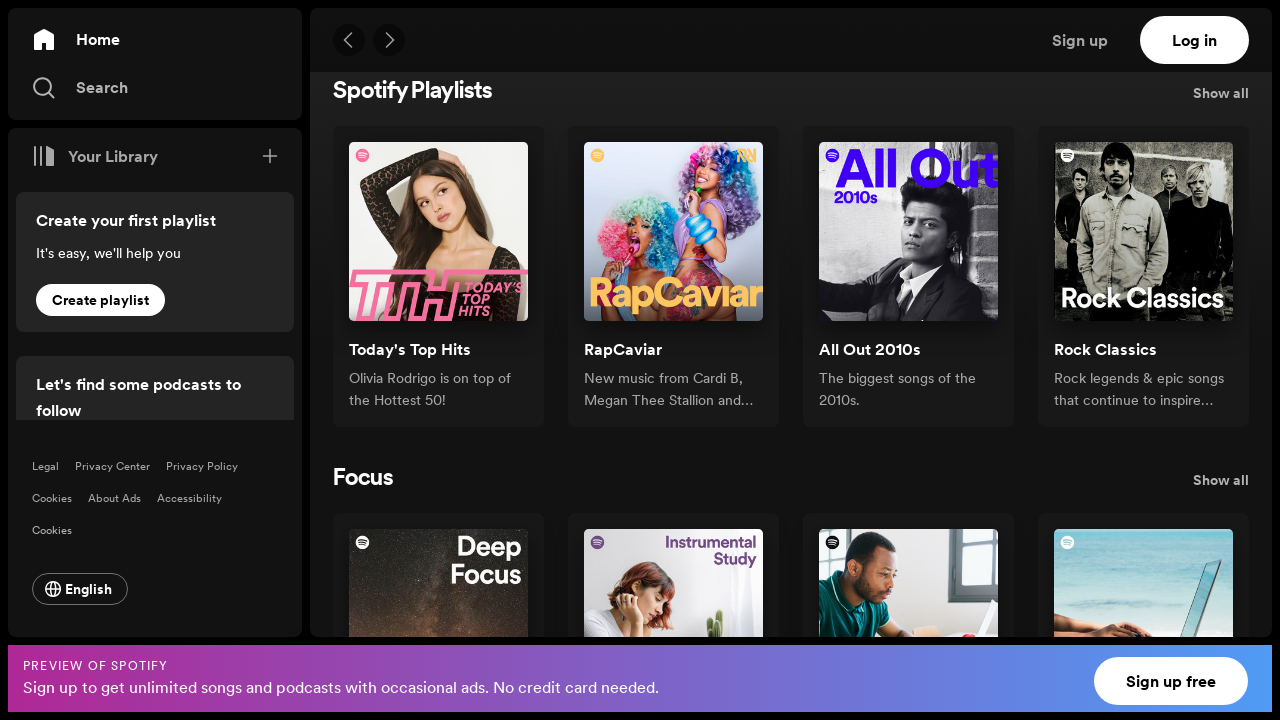 Home
Search
Your Library
Create your first playlist
It's easy, we'll help you
Create playlist
Let's find some podcasts to
follow
Legal Privacy Center Privacy Policy
Cookies About Ads Accessibility
Cookies
English
Sign up Log in
Spotify Playlists
Show all
TTH TODAY'S
TOP
HITS
Today's Top Hits
Olivia Rodrigo is on top of
the Hottest 50!
RapCaviar
RapCaviar
New music from Cardi B,
Megan Thee Stallion and…
All Out
2010s
All Out 2010s
The biggest songs of the
2010s.
Rock Classics
Rock Classics
Rock legends & epic songs
that continue to inspire…
Focus
Show all
Deep
Focus
Instrumental
Study
PREVIEW OF SPOTIFY
Sign up to get unlimited songs and podcasts with occasional ads. No credit card needed.
Sign up free